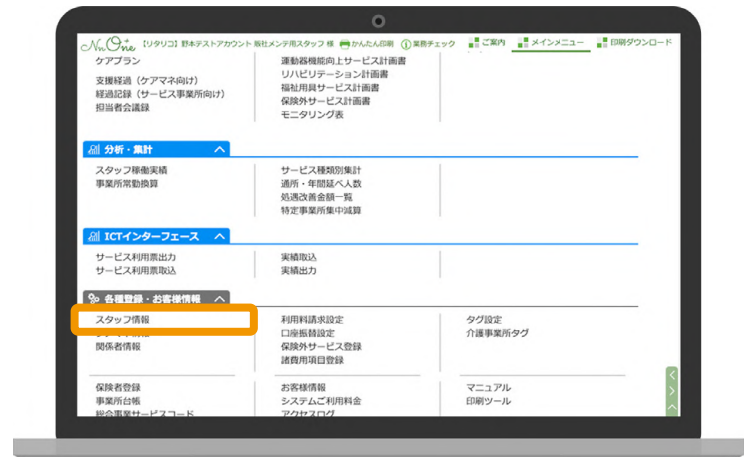 NnOne 【リタリコ】野本テストアカウント 販社メンテ用スタッフ 様 かんたん印刷 業務チェック ご案内 メインメニュー 印刷ダウンロード
ケアプラン
支援経過（ケアマネ向け）
経過記録（サービス事業所向け）
担当者会議録
運動器機能向上サービス計画書
リハビリテーション計画書
福祉用具サービス計画書
保険外サービス計画書
モニタリング表
分析・集計
スタッフ稼働実績
事業所常勤換算
サービス種類別集計
通所・年間延べ人数
処遇改善金額一覧
特定事業所集中減算
ICTインターフェース
サービス利用票出力
サービス利用票取込
実績取込
実績出力
各種登録・お客様情報
スタッフ情報
関係者情報
利用料請求設定
口座振替設定
保険外サービス登録
諸費用項目登録
タグ設定
介護事業所タグ
保険者登録
事業所台帳
総合事業サービスコード
お客様情報
システムご利用料金
アクセスログ
マニュアル
印刷ツール